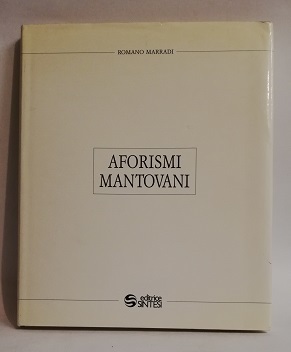 ROMANO MARRADI
AFORISMI
MANTOVANI
editrice
SINTESI